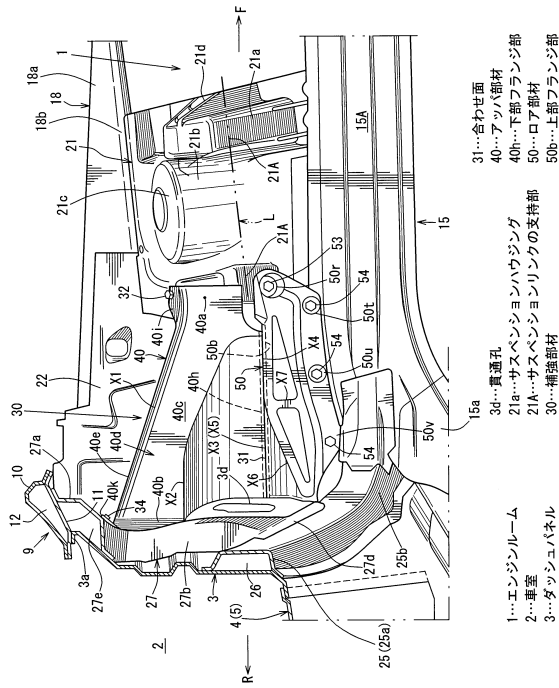 18a
18
18b
21
21c
1
21d
F
21a
21b
21A
15A
L
21A
15
53
50r
54
50t
54
50u
50v
54
15a
32
40i
40a
40
X1
22
30
40d
40e
40k
34
40c
50b
50
X4
X7
40h
X3 (X5)
31
X6
X2
40b
3d
27a
10
12
11
9
3a
27e
27
27b
3
26
27d
25b
2
4(5)
25(25a)
R
1…エンジンルーム
2…車室
3…ダッシュパネル
3d…貫通孔
21a…サスペンションハウジング
21A…サスペンションリンクの支持部
30…補強部材
31…合わせ面
40…アッパ部材
40h…下部フランジ部
50…ロア部材
50b…上部フランジ部